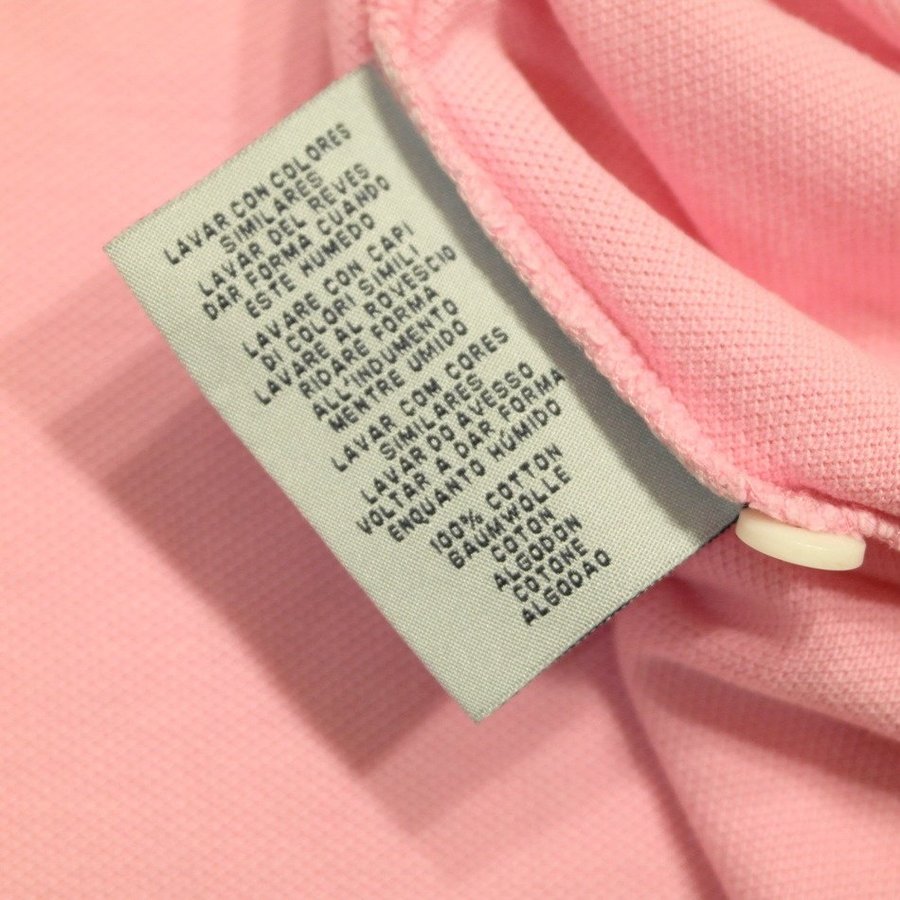 LAVAR CON COLORES
SIMILARES
LAVAR DEL REVES
DAR FORMA CUANDO
ESTE HUMEDO
LAVARE CON CAPI
DI COLORI SIMILI'
LAVARE AL ROVESCIO
RIDARE FORMA
ALL'INDUMENTO
MENTRE UMIDO
LAVAR COM CORES
SIMILARES
LAVAR DO AVESSO
VOLTAR A DAR FORMA
ENQUANTO HÚMIDO
100% COTTON
BAUMWOLLE
COTON
ALGODON
COTONE
ALGODAO